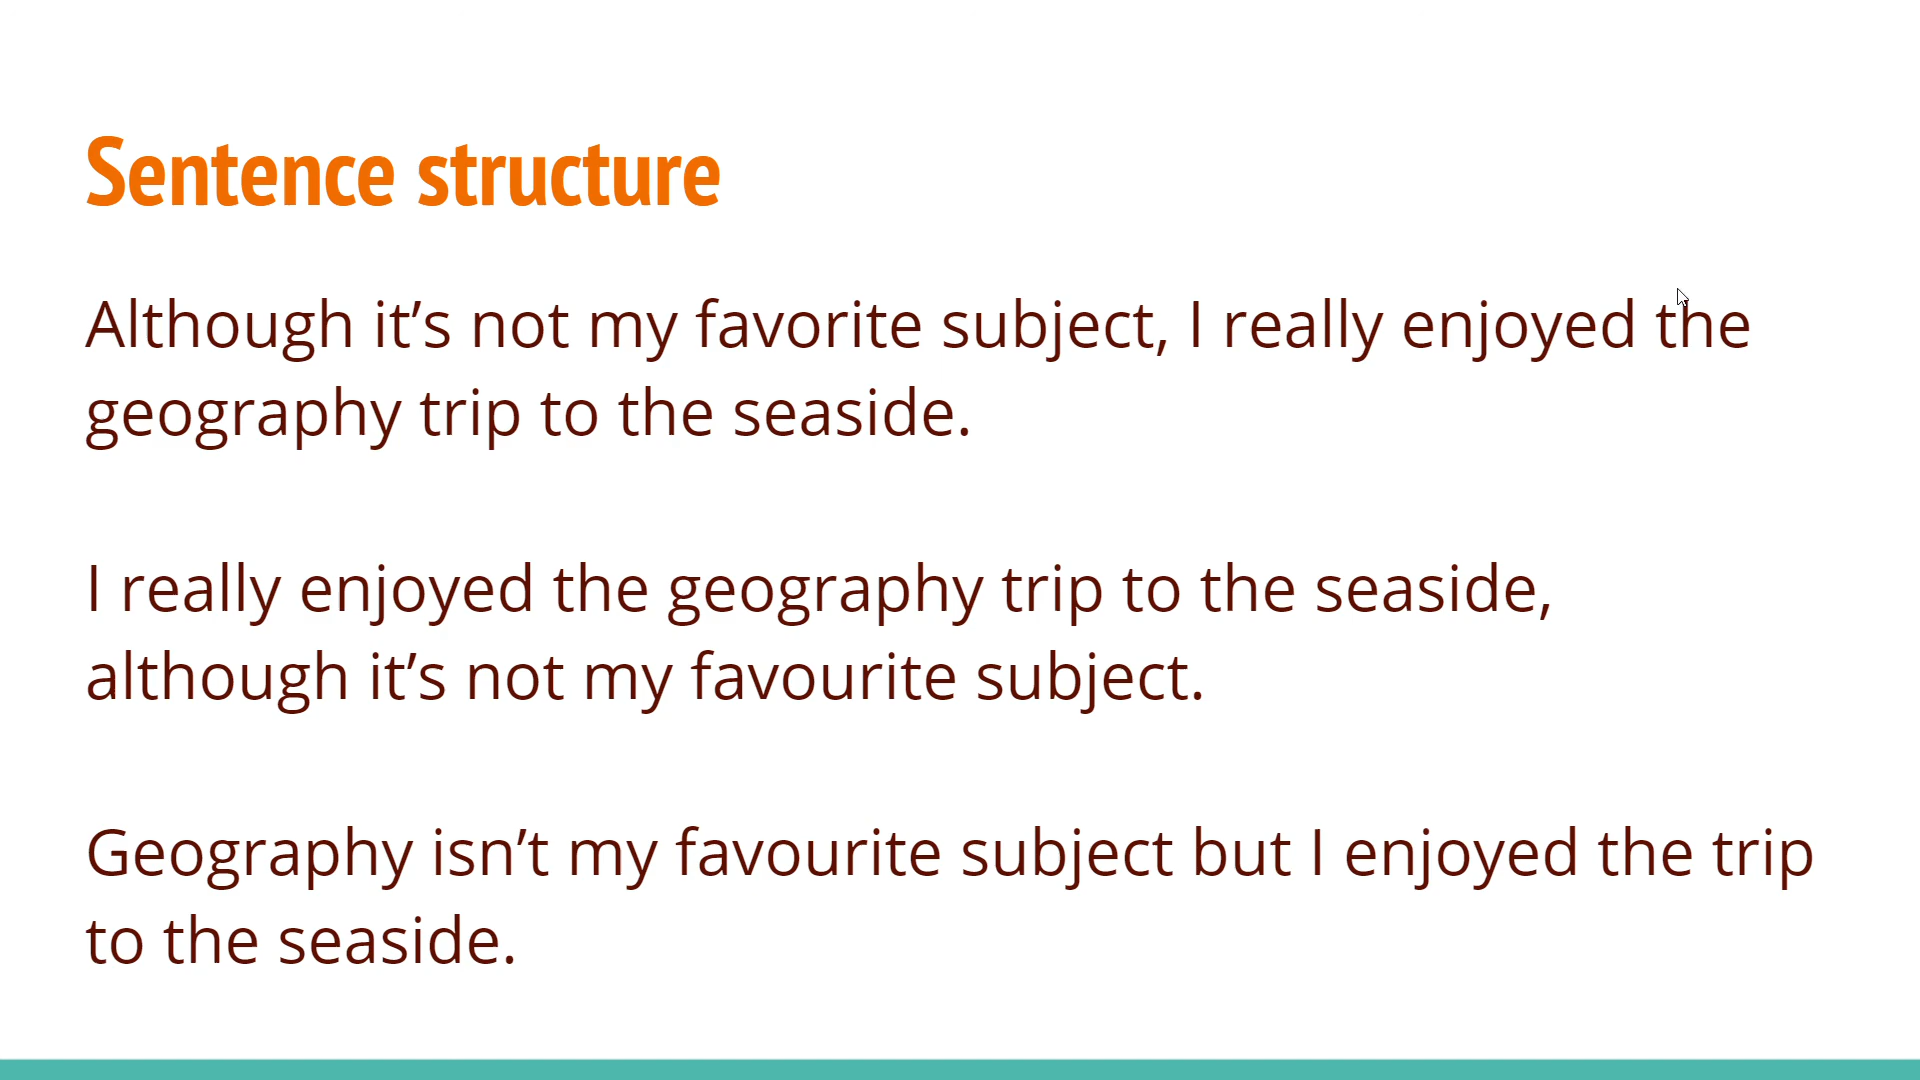 Sentence structure
Although it’s not my favorite subject, I really enjoyed the
geography trip to the seaside.
I really enjoyed the geography trip to the seaside,
although it’s not my favourite subject.
Geography isn’t my favourite subject but I enjoyed the trip
to the seaside.